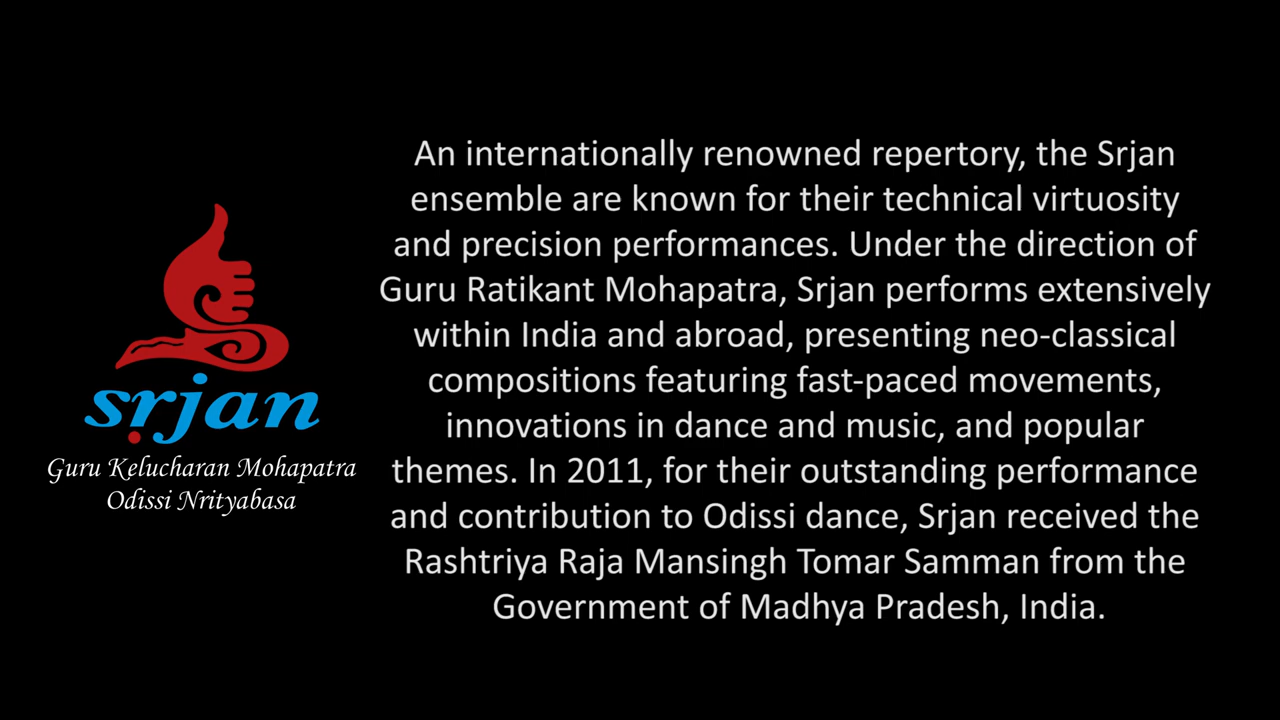 srjan
Guru Kelucharan Mohapatra
Odissi Nrityabasa
An internationally renowned repertory, the Srjan
ensemble are known for their technical virtuosity
and precision performances. Under the direction of
Guru Ratikant Mohapatra, Srjan performs extensively
within India and abroad, presenting neo-classical
compositions featuring fast-paced movements,
innovations in dance and music, and popular
themes. In 2011, for their outstanding performance
and contribution to Odissi dance, Srjan received the
Rashtriya Raja Mansingh Tomar Samman from the
Government of Madhya Pradesh, India.